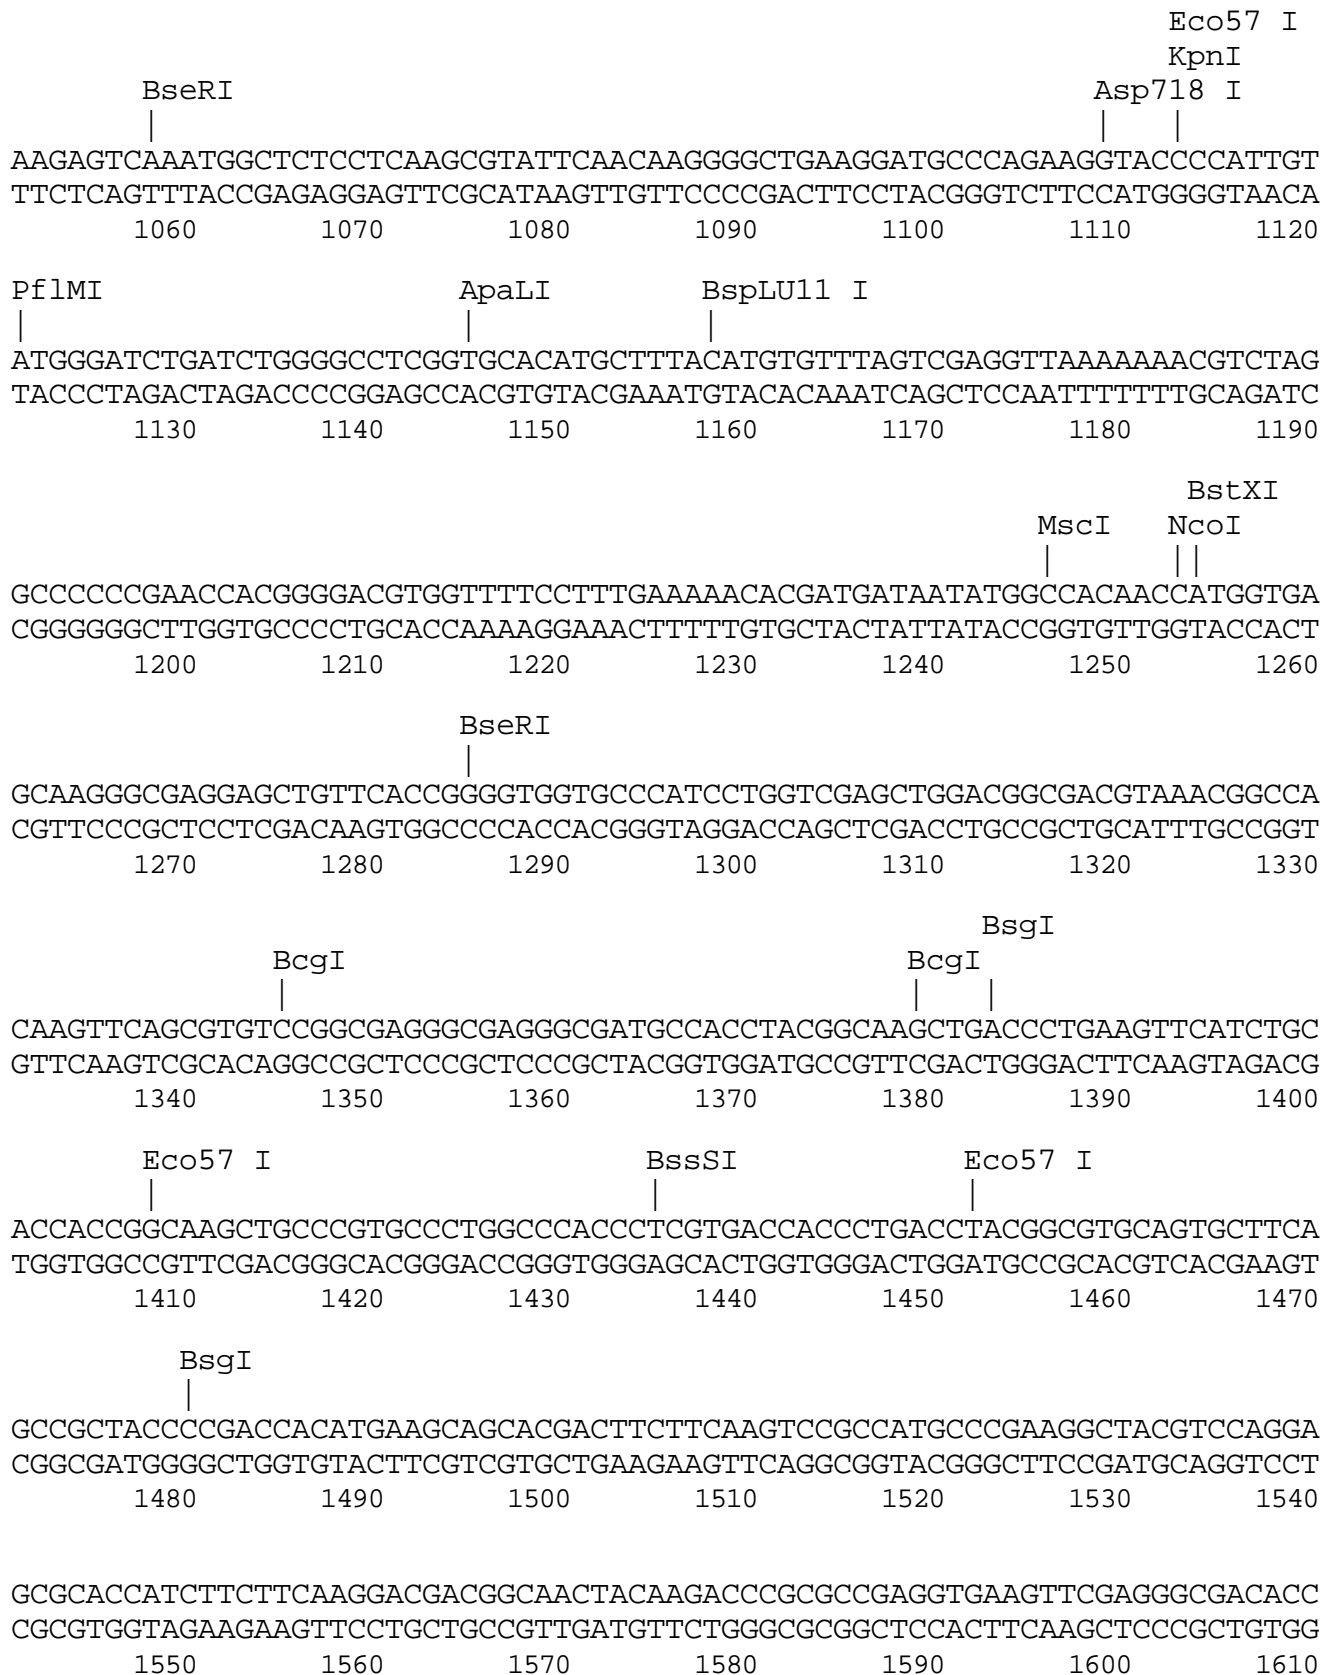 Eco57 I
KpnI
BseRI Asp718 I
AAGAGTCAAATGGCTCTCCTCAAGCGTATTCAACAAGGGGCTGAAGGATGCCCAGAAGGTACCCCATTGT
TTCTCAGTTTACCGAGAGGAGTTCGCATAAGTTGTTCCCCGACTTCCTACGGGTCTTCCATGGGGTAACA
1060 1070 1080 1090 1100 1110 1120
PflMI ApaLI BspLU11 I
ATGGGATCTGATCTGGGGCCTCGGTGCACATGCTTTACATGTGTTTAGTCGAGGTTAAAAAAACGTCTAG
TACCCTAGACTAGACCCCGGAGCCACGTGTACGAAATGTACACAAATCAGCTCCAATTTTTTTGCAGATC
1130 1140 1150 1160 1170 1180 1190
BstXI
MscI NcoI
GCCCCCCGAACCACGGGGACGTGGTTTTCCTTTGAAAAACACGATGATAATATGGCCACAACCATGGTGA
CGGGGGGCTTGGTGCCCCTGCACCAAAAGGAAACTTTTTGTGCTACTATTATACCGGTGTTGGTACCACT
1200 1210 1220 1230 1240 1250 1260
BseRI
GCAAGGGCGAGGAGCTGTTCACCGGGGTGGTGCCCATCCTGGTCGAGCTGGACGGCGACGTAAACGGCCA
CGTTCCCGCTCCTCGACAAGTGGCCCCACCACGGGTAGGACCAGCTCGACCTGCCGCTGCATTTGCCGGT
1270 1280 1290 1300 1310 1320 1330
BsgI
BcgI BcgI
CAAGTTCAGCGTGTCCGGCGAGGGCGAGGGCGATGCCACCTACGGCAAGCTGACCCTGAAGTTCATCTGC
GTTCAAGTCGCACAGGCCGCTCCCGCTCCCGCTACGGTGGATGCCGTTCGACTGGGACTTCAAGTAGACG
1340 1350 1360 1370 1380 1390 1400
Eco57 I BssSI Eco57 I
ACCACCGGCAAGCTGCCCGTGCCCTGGCCCACCCTCGTGACCACCCTGACCTACGGCGTGCAGTGCTTCA
TGGTGGCCGTTCGACGGGCACGGGACCGGGTGGGAGCACTGGTGGGACTGGATGCCGCACGTCACGAAGT
1410 1420 1430 1440 1450 1460 1470
BsgI
GCCGCTACCCCGACCACATGAAGCAGCACGACTTCTTCAAGTCCGCCATGCCCGAAGGCTACGTCCAGGA
CGGCGATGGGGCTGGTGTACTTCGTCGTGCTGAAGAAGTTCAGGCGGTACGGGCTTCCGATGCAGGTCCT
1480 1490 1500 1510 1520 1530 1540
GCGCACCATCTTCTTCAAGGACGACGGCAACTACAAGACCCGCGCCGAGGTGAAGTTCGAGGGCGACACC
CGCGTGGTAGAAGAAGTTCCTGCTGCCGTTGATGTTCTGGGCGCGGCTCCACTTCAAGCTCCCGCTGTGG
1550 1560 1570 1580 1590 1600 1610